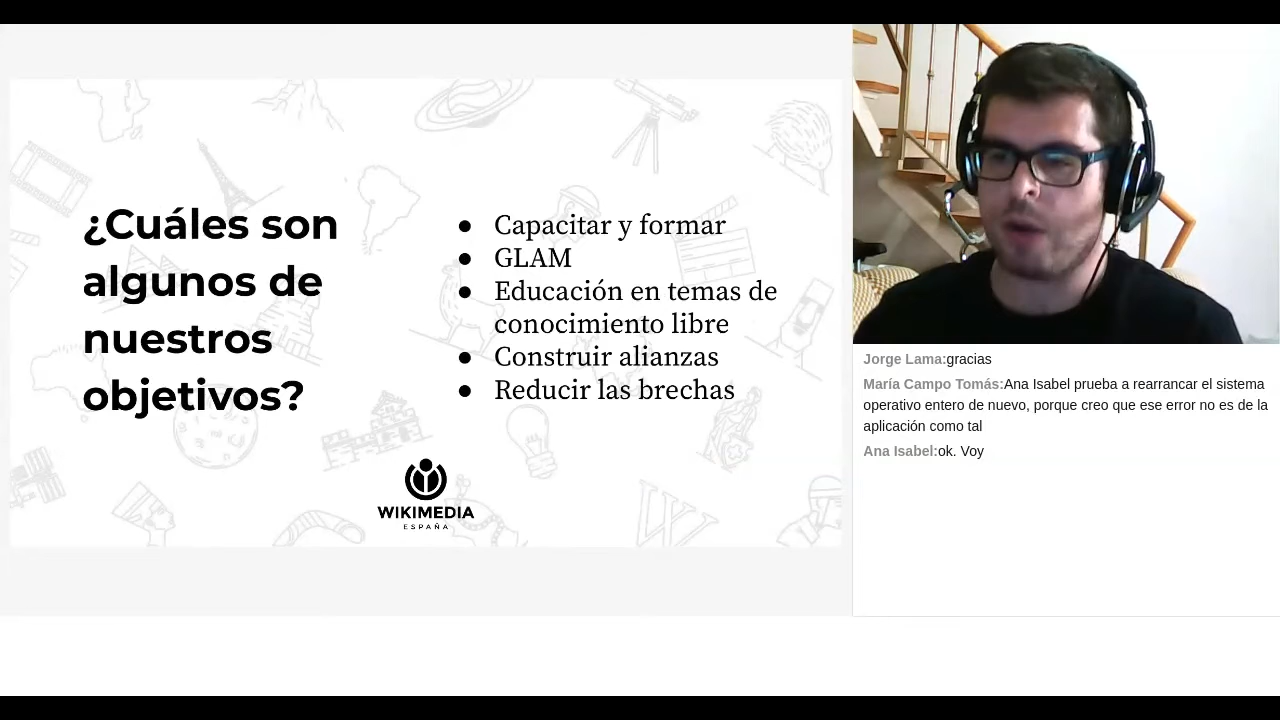 ¿Cuáles son
algunos de
nuestros
objetivos?
● Capacitar y formar
● GLAM
● Educación en temas de
conocimiento libre
● Construir alianzas
● Reducir las brechas
WIKIMEDIA
ESPAÑA
Jorge Lama:gracias
María Campo Tomás:Ana Isabel prueba a rearrancar el sistema
operativo entero de nuevo, porque creo que ese error no es de la
aplicación como tal
Ana Isabel:ok. Voy